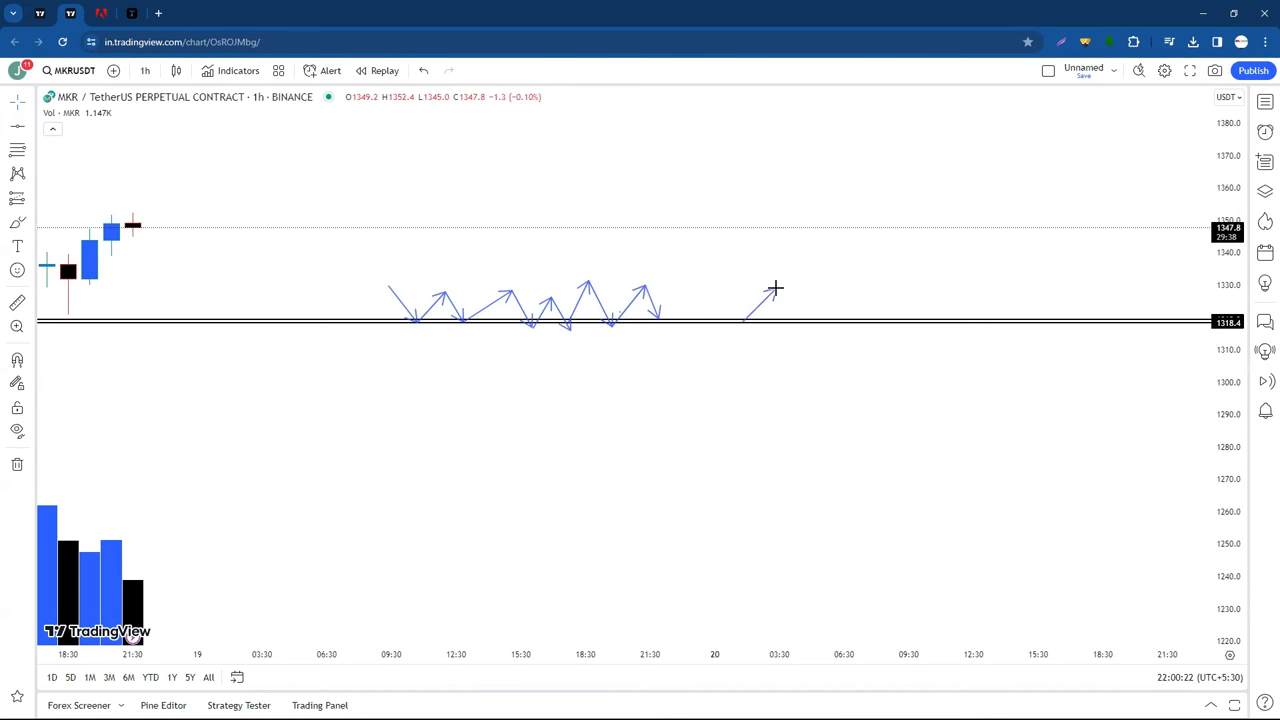 in.tradingview.com/chart/OsROJMbg/
11
MKRUSDT
1h
Indicators
Alert
Replay
Unnamed
Save
Publish
MKR / TetherUS PERPETUAL CONTRACT · 1h · BINANCE
O1349.2 H1352.4 L1345.0 C1347.8 −1.3 (−0.10%)
USDT
Vol · MKR 1.147K
1380.0
1370.0
1360.0
1350.0
1347.8
29:38
1340.0
1330.0
1318.4
1310.0
1300.0
1290.0
1280.0
1270.0
1260.0
1250.0
1240.0
1230.0
1220.0
TradingView
18:30 21:30 19 03:30 06:30 09:30 12:30 15:30 18:30 21:30 20 03:30 06:30 09:30 12:30 15:30 18:30 21:30
1D 5D 1M 3M 6M YTD 1Y 5Y All
22:00:22 (UTC+5:30)
Forex Screener Pine Editor Strategy Tester Trading Panel